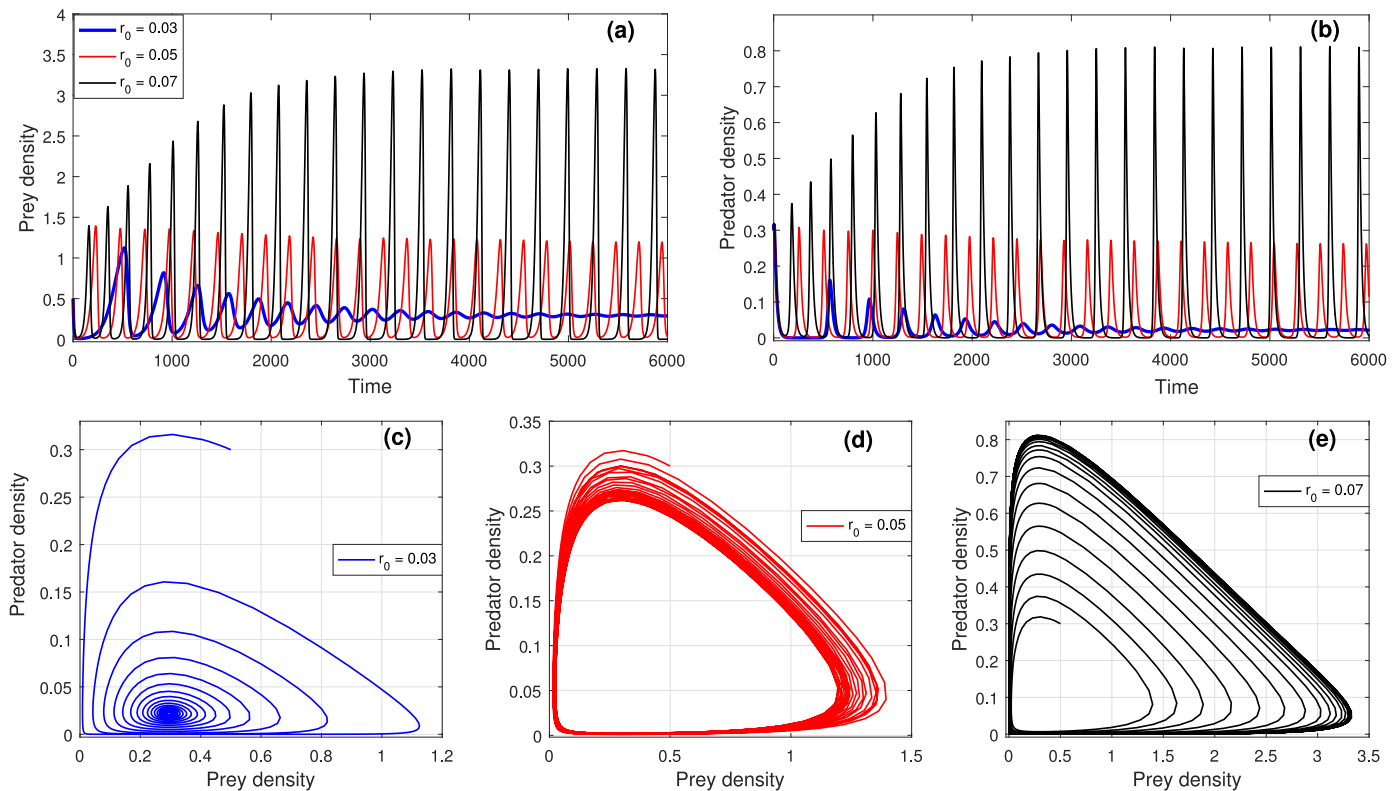 (a)
r0 = 0.03
r0 = 0.05
r0 = 0.07
Prey density
4
3.5
3
2.5
2
1.5
1
0.5
0
0 1000 2000 3000 4000 5000 6000
Time
(b)
Predator density
0.8
0.7
0.6
0.5
0.4
0.3
0.2
0.1
0
0 1000 2000 3000 4000 5000 6000
Time
(c)
r0 = 0.03
Predator density
0.3
0.25
0.2
0.15
0.1
0.05
0
0 0.2 0.4 0.6 0.8 1 1.2
Prey density
(d)
r0 = 0.05
Predator density
0.35
0.3
0.25
0.2
0.15
0.1
0.05
0
0 0.5 1 1.5
Prey density
(e)
r0 = 0.07
Predator density
0.8
0.7
0.6
0.5
0.4
0.3
0.2
0.1
0
0 0.5 1 1.5 2 2.5 3 3.5
Prey density